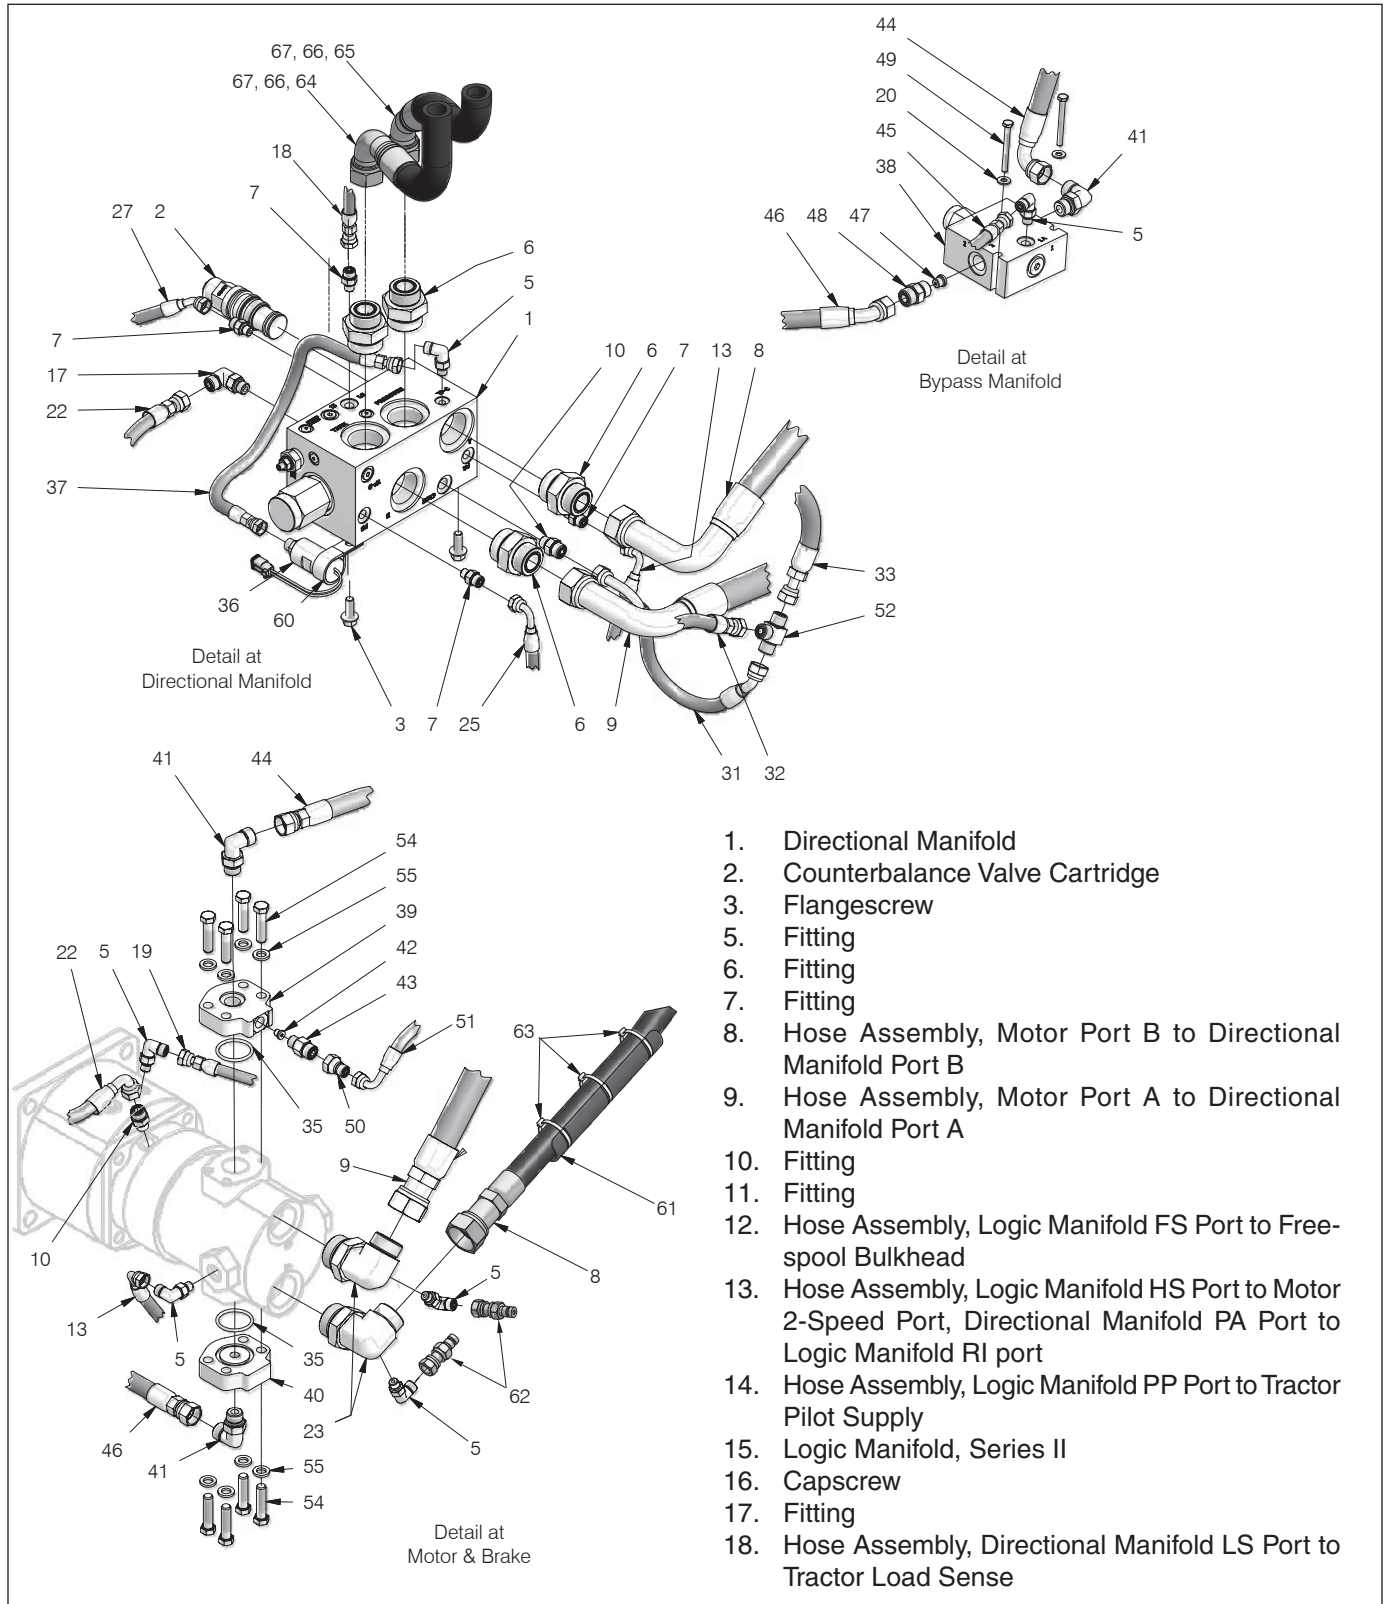 67, 66, 65
67, 66, 64
18
7
27 2
7
17
22
37
6
5
1
10 6 7 13 8
36
60
33
52
3 7 25 6 9
31 32
Detail at
Directional Manifold
44
49
20
45
38
41
46 48 47
5
Detail at
Bypass Manifold
41 44
54
55
39
42
43
22 5 19
51
63
35 50
9
61
10
8
5
13
5
35
40
62
23
46
41
5
55
54
Detail at
Motor & Brake
1. Directional Manifold
2. Counterbalance Valve Cartridge
3. Flangescrew
5. Fitting
6. Fitting
7. Fitting
8. Hose Assembly, Motor Port B to Directional
Manifold Port B
9. Hose Assembly, Motor Port A to Directional
Manifold Port A
10. Fitting
11. Fitting
12. Hose Assembly, Logic Manifold FS Port to Free-
spool Bulkhead
13. Hose Assembly, Logic Manifold HS Port to Motor
2-Speed Port, Directional Manifold PA Port to
Logic Manifold RI port
14. Hose Assembly, Logic Manifold PP Port to Tractor
Pilot Supply
15. Logic Manifold, Series II
16. Capscrew
17. Fitting
18. Hose Assembly, Directional Manifold LS Port to
Tractor Load Sense